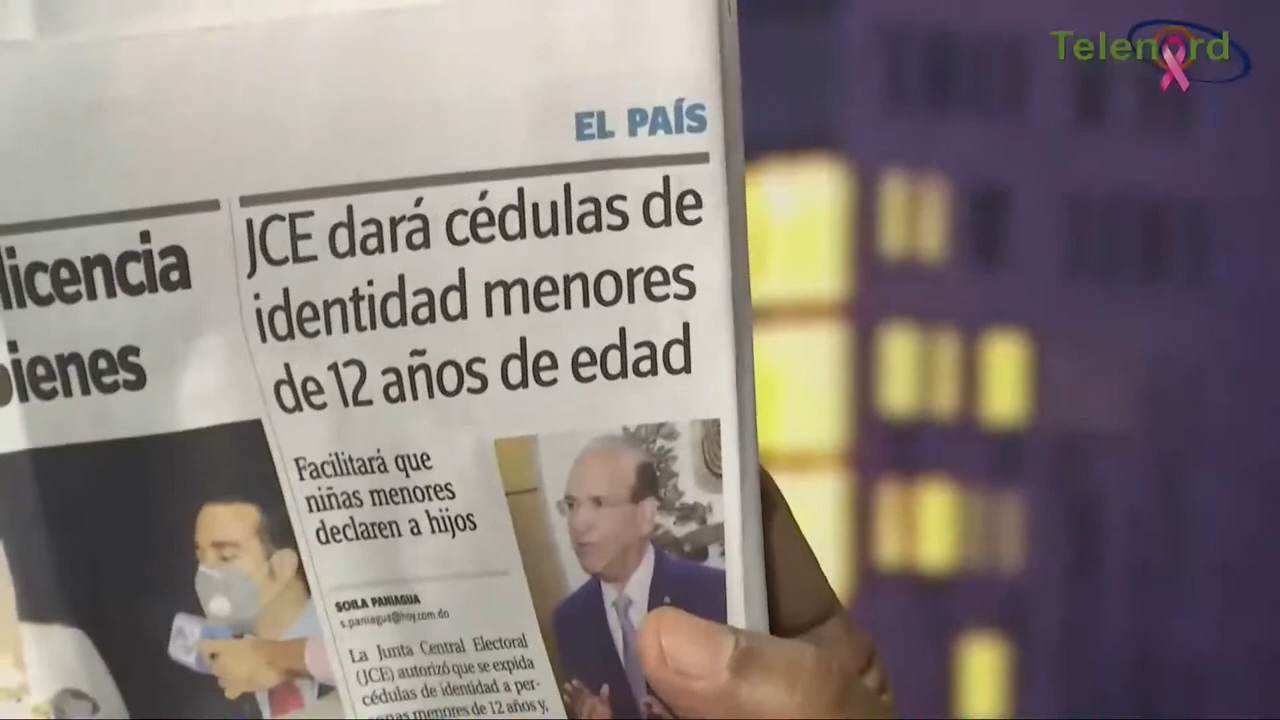 Telenord
EL PAÍS
licencia
bienes
JCE dará cédulas de
identidad menores
de 12 años de edad
Facilitará que
niñas menores
declaren a hijos
SOILA PANIAGUA
s.paniagua@hoy.com.do
La Junta Central Electoral
(JCE) autorizó que se expida
cédulas de identidad a per-
sonas menores de 12 años y,